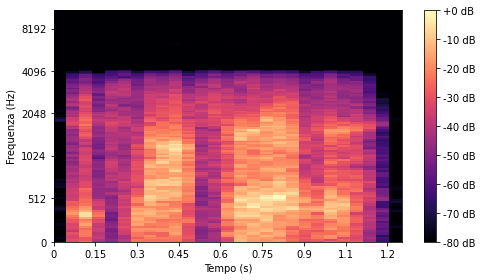 8192
4096
2048
1024
512
0
Frequenza (Hz)
0 0.15 0.3 0.45 0.6 0.75 0.9 1.1 1.2
Tempo (s)
+0 dB
-10 dB
-20 dB
-30 dB
-40 dB
-50 dB
-60 dB
-70 dB
-80 dB